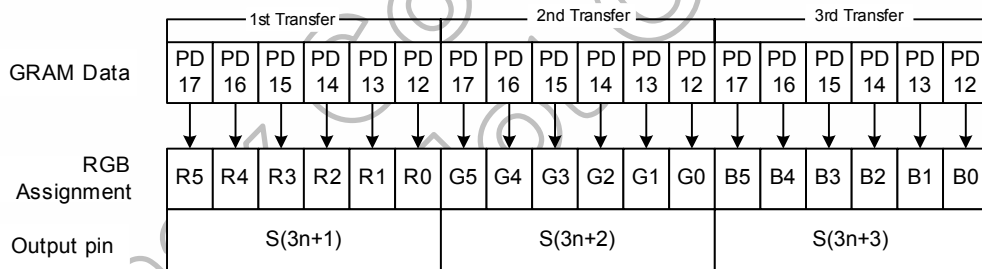 1st Transfer 2nd Transfer 3rd Transfer
GRAM Data PD 17 PD 16 PD 15 PD 14 PD 13 PD 12 PD 17 PD 16 PD 15 PD 14 PD 13 PD 12 PD 17 PD 16 PD 15 PD 14 PD 13 PD 12
RGB Assignment R5 R4 R3 R2 R1 R0 G5 G4 G3 G2 G1 G0 B5 B4 B3 B2 B1 B0
Output pin S(3n+1) S(3n+2) S(3n+3)